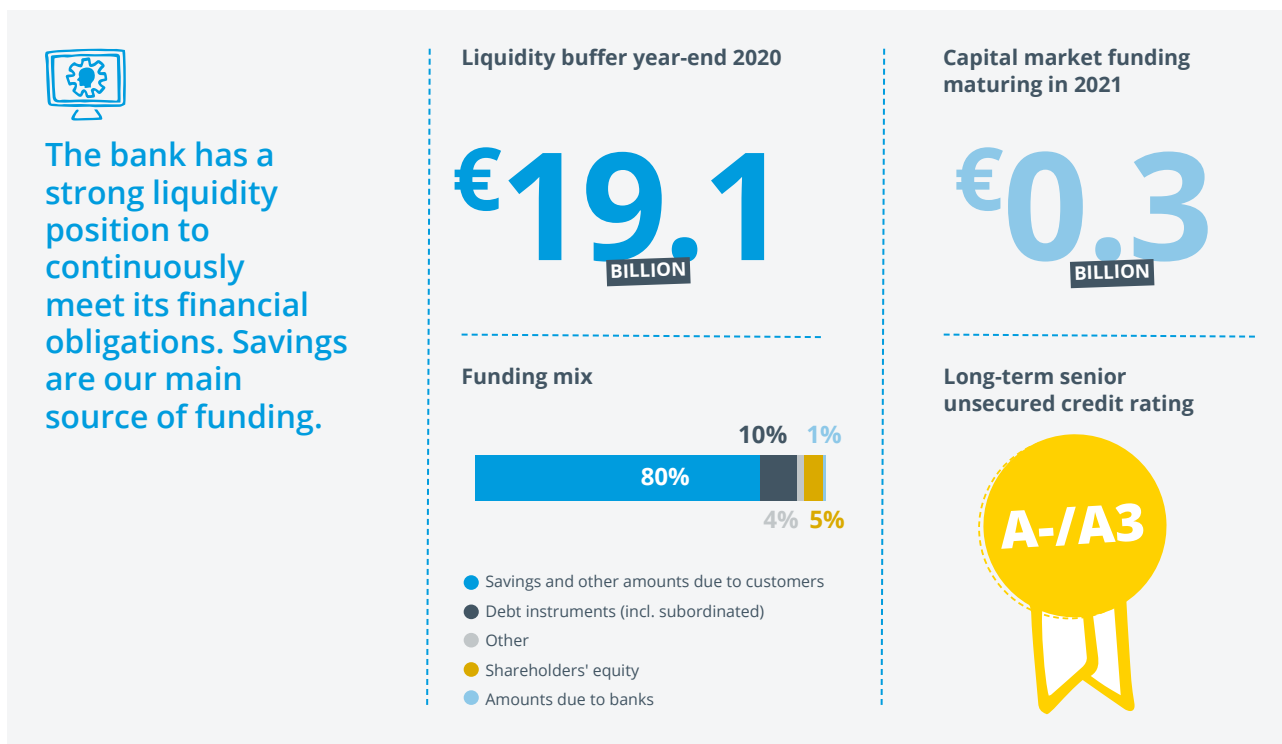 The bank has a
strong liquidity
position to
continuously
meet its financial
obligations. Savings
are our main
source of funding.
Liquidity buffer year-end 2020
€19.1
BILLION
Funding mix
10% 1%
80%
4% 5%
Savings and other amounts due to customers
Debt instruments (incl. subordinated)
Other
Shareholders' equity
Amounts due to banks
Capital market funding
maturing in 2021
€0.3
BILLION
Long-term senior
unsecured credit rating
A-/A3